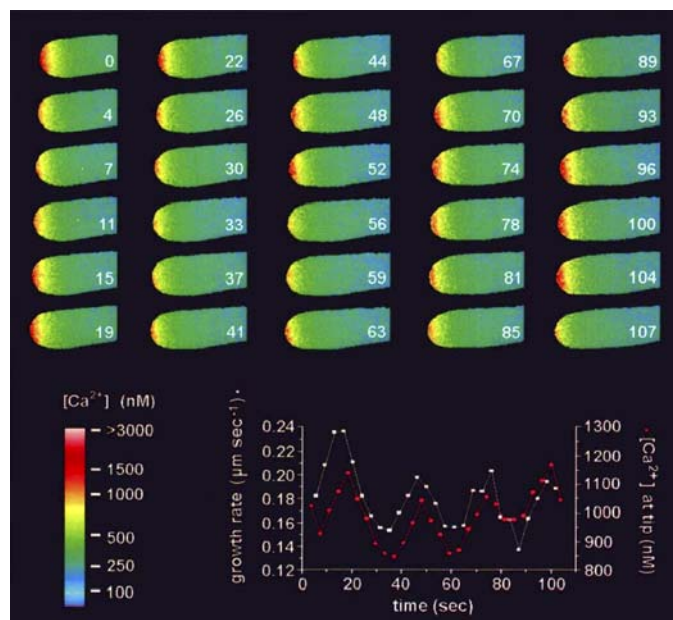 0 22 44 67 89
4 26 48 70 93
7 30 52 74 96
11 33 56 78 100
15 37 59 81 104
19 41 63 85 107
[Ca2+] (nM)
>3000
1500
1000
500
250
100
growth rate (μm sec-1)
0.24
0.22
0.20
0.18
0.16
0.14
0.12
1300
1200
1100
1000
900
800
[Ca2+] at tip
(nM)
0 20 40 60 80 100
time (sec)